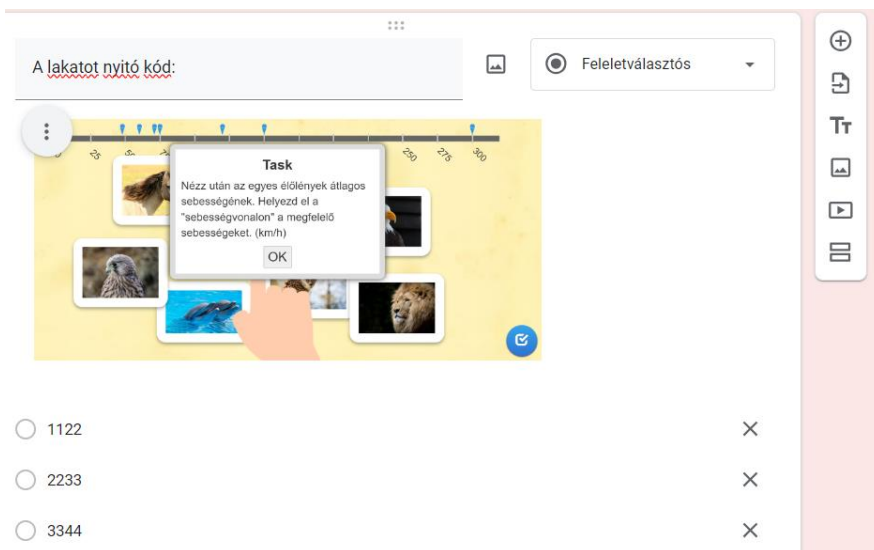 A lakatot nyitó kód:
Feleletválasztós
25
250
275
300
Task
Nézz után az egyes élőlények átlagos
sebességének. Helyezd el a
"sebességvonalon" a megfelelő
sebességeket. (km/h)
OK
Tт
1122
2233
3344